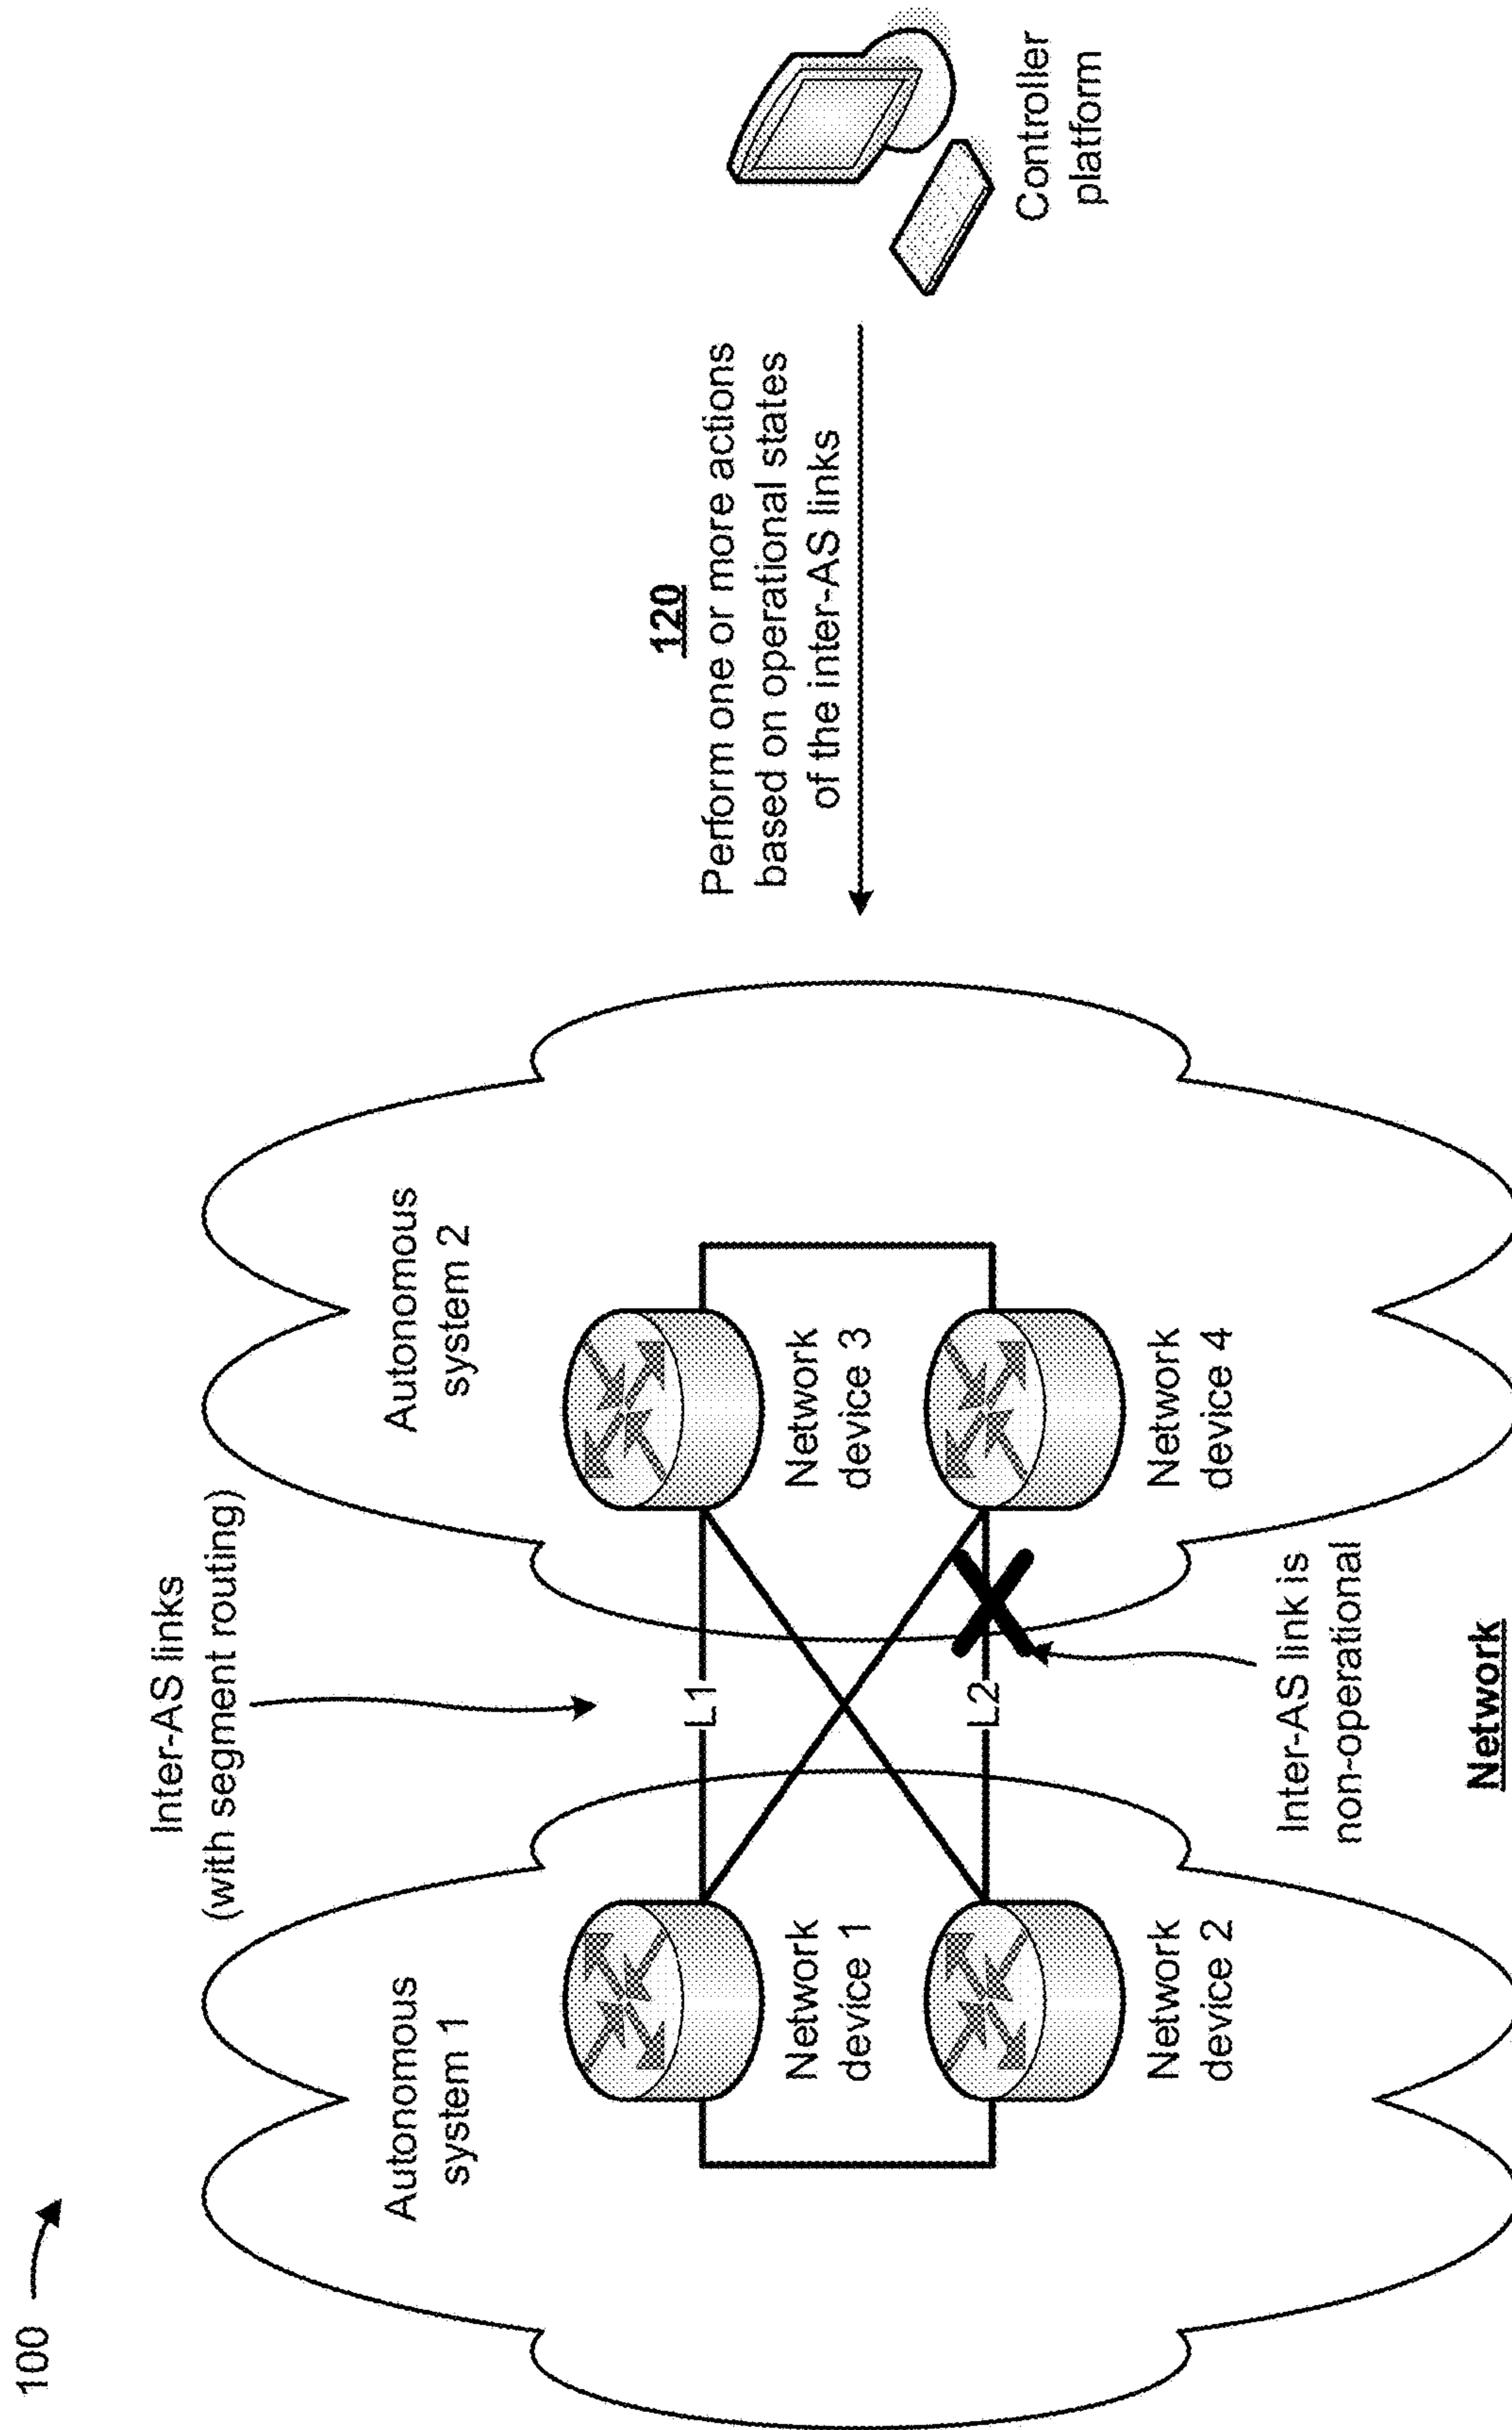 100
Inter-AS links
(with segment routing)
Autonomous
system 1
Autonomous
system 2
Network
device 1
Network
device 3
L1
Network
device 2
Network
device 4
L2
Inter-AS link is
non-operational
Network
120
Perform one or more actions
based on operational states
of the inter-AS links
Controller
platform